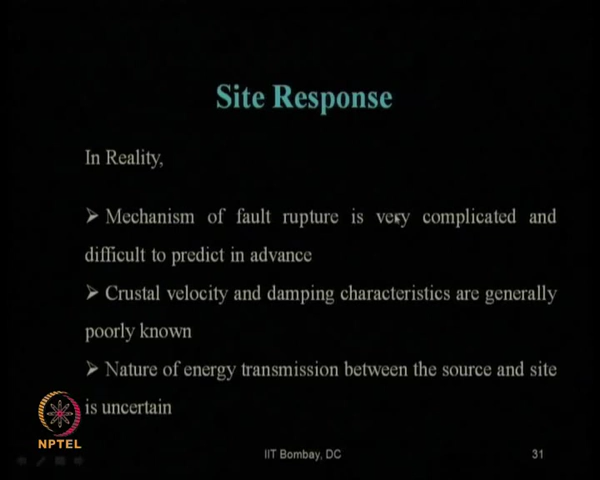 Site Response
In Reality,
➢ Mechanism of fault rupture is very complicated and
difficult to predict in advance
➢ Crustal velocity and damping characteristics are generally
poorly known
➢ Nature of energy transmission between the source and site
is uncertain
NPTEL
IIT Bombay, DC
31